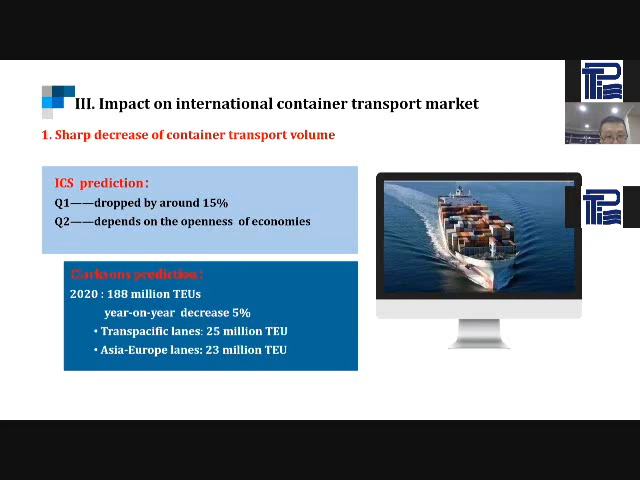 III. Impact on international container transport market
1. Sharp decrease of container transport volume
ICS prediction：
Q1——dropped by around 15%
Q2——depends on the openness of economies
Clarksons prediction：
2020 : 188 million TEUs
year-on-year decrease 5%
• Transpacific lanes: 25 million TEU
• Asia-Europe lanes: 23 million TEU